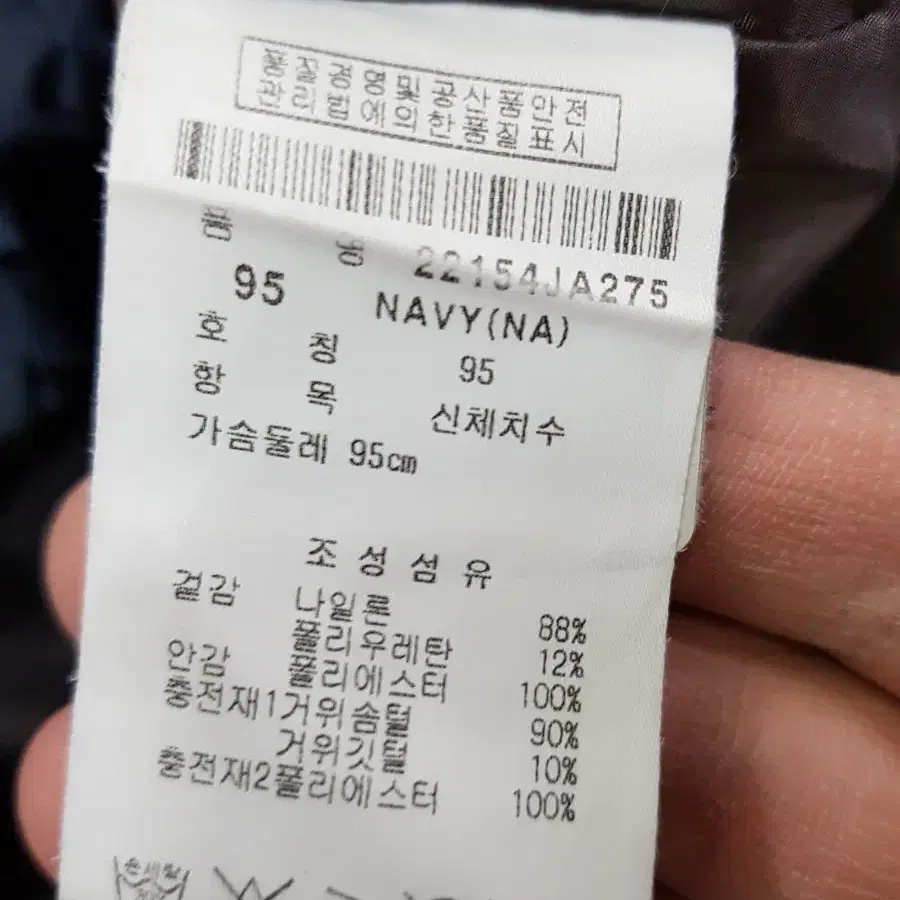 품질경영및공산품안전
관리법에의한품질표시
품 명 22154JA275
95 NAVY(NA)
호 칭 95
항 목 신체치수
가슴둘레 95cm
조성섬유
겉감 나일론 88%
폴리우레탄 12%
안감 폴리에스터 100%
충전재1 거위솜털 90%
거위깃털 10%
충전재2 폴리에스터 100%
손세탁